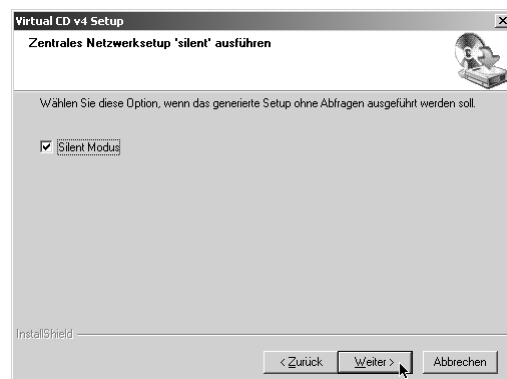 Virtual CD v4 Setup
Zentrales Netzwerksetup 'silent' ausführen
Wählen Sie diese Option, wenn das generierte Setup ohne Abfragen ausgeführt werden soll.
Silent Modus
InstallShield
< Zurück Weiter > Abbrechen